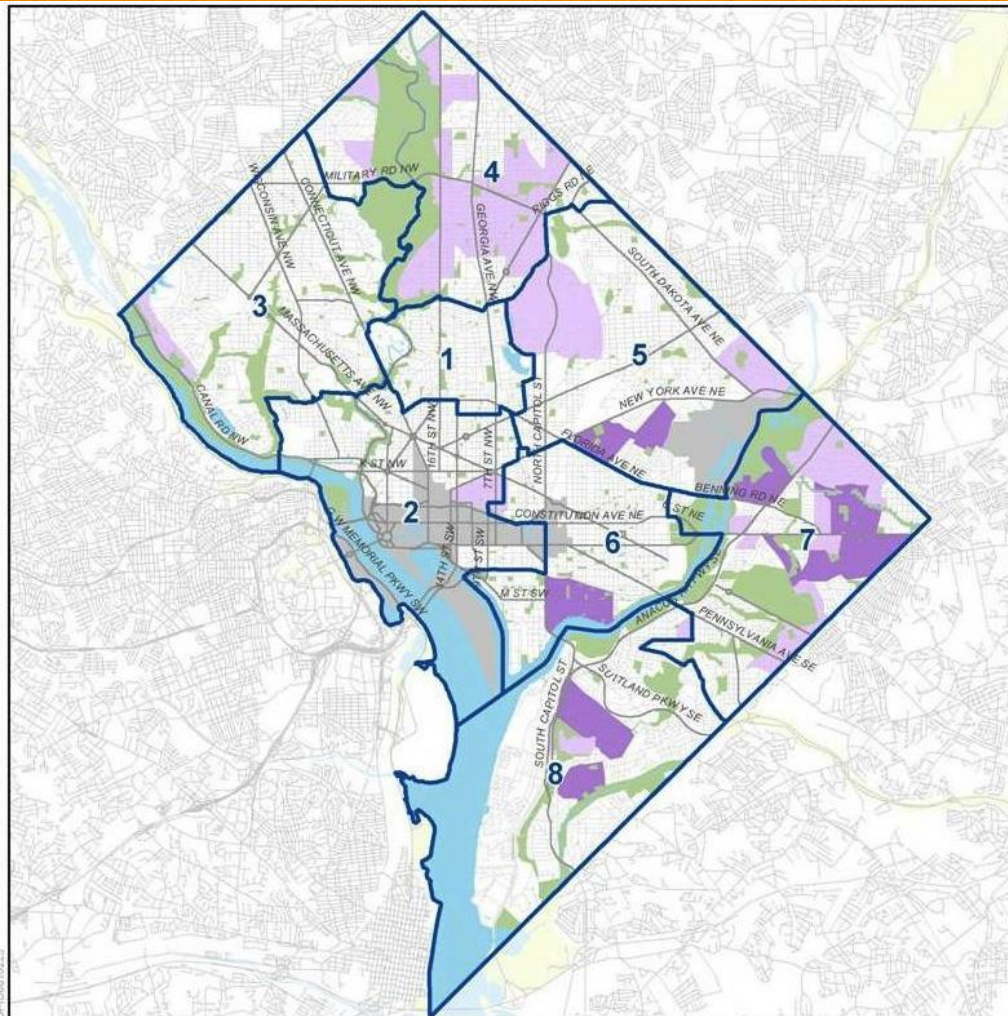 4
MILITARY RD NW
RIGGS RD NE
WISCONSIN AVE NW
CONNECTICUT AVE NW
GEORGIA AVE NW
SOUTH DAKOTA AVE NE
3
MASSACHUSETTS AVE NW
1
5
CANAL RD NW
16TH ST NW
7TH ST NW
NORTH CAPITOL ST
NEW YORK AVE NE
FLORIDA AVE NE
K ST NW
BENNING RD NE
C ST NE
2
CONSTITUTION AVE NE
6
7
G W MEMORIAL PKWY SW
14TH ST SW
M ST SW
PENNSYLVANIA AVE SE
SOUTH CAPITOL ST
SUITLAND PKWY SE
8